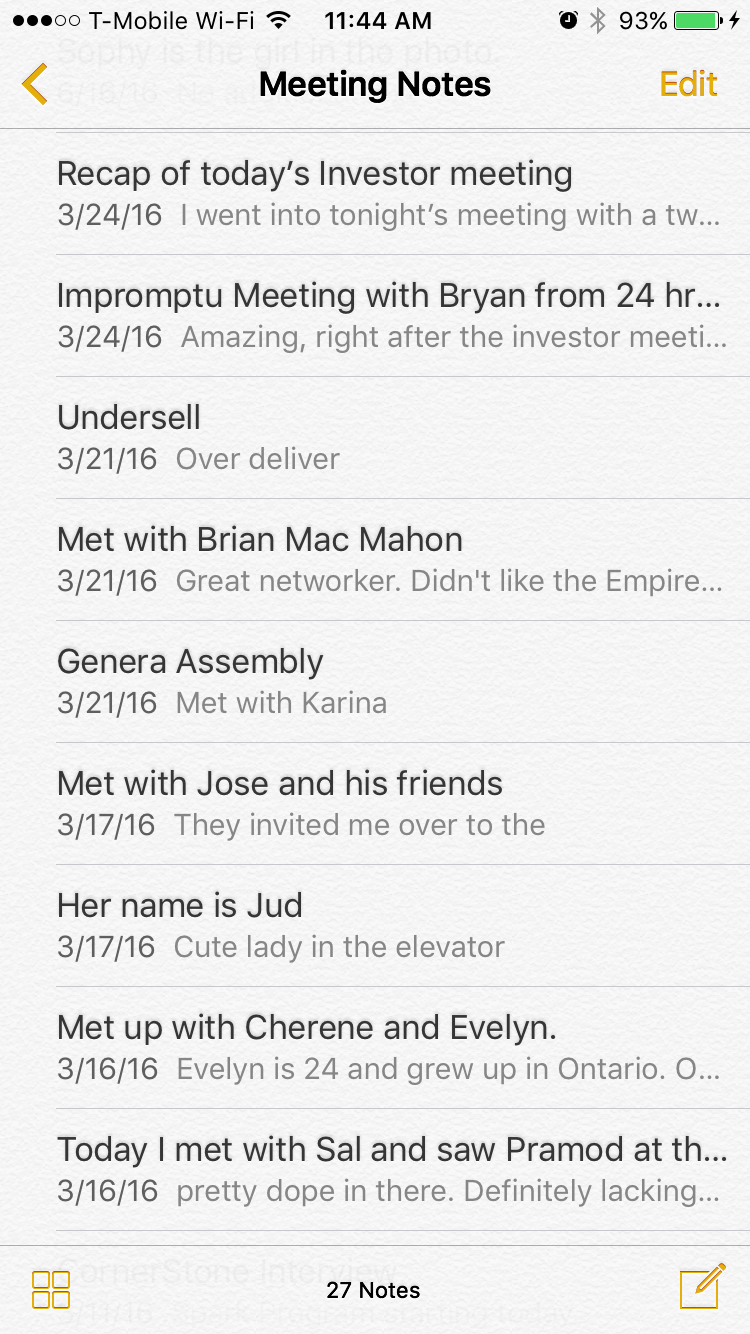 T-Mobile Wi-Fi 11:44 AM 93%
Sophy is the girl in the photo.
Meeting Notes Edit
Recap of today’s Investor meeting
3/24/16 I went into tonight’s meeting with a tw...
Impromptu Meeting with Bryan from 24 hr...
3/24/16 Amazing, right after the investor meeti...
Undersell
3/21/16 Over deliver
Met with Brian Mac Mahon
3/21/16 Great networker. Didn't like the Empire...
Genera Assembly
3/21/16 Met with Karina
Met with Jose and his friends
3/17/16 They invited me over to the
Her name is Jud
3/17/16 Cute lady in the elevator
Met up with Cherene and Evelyn.
3/16/16 Evelyn is 24 and grew up in Ontario. O...
Today I met with Sal and saw Pramod at th...
3/16/16 pretty dope in there. Definitely lacking...
CornerStone Interview
27 Notes
Spark Program starting today